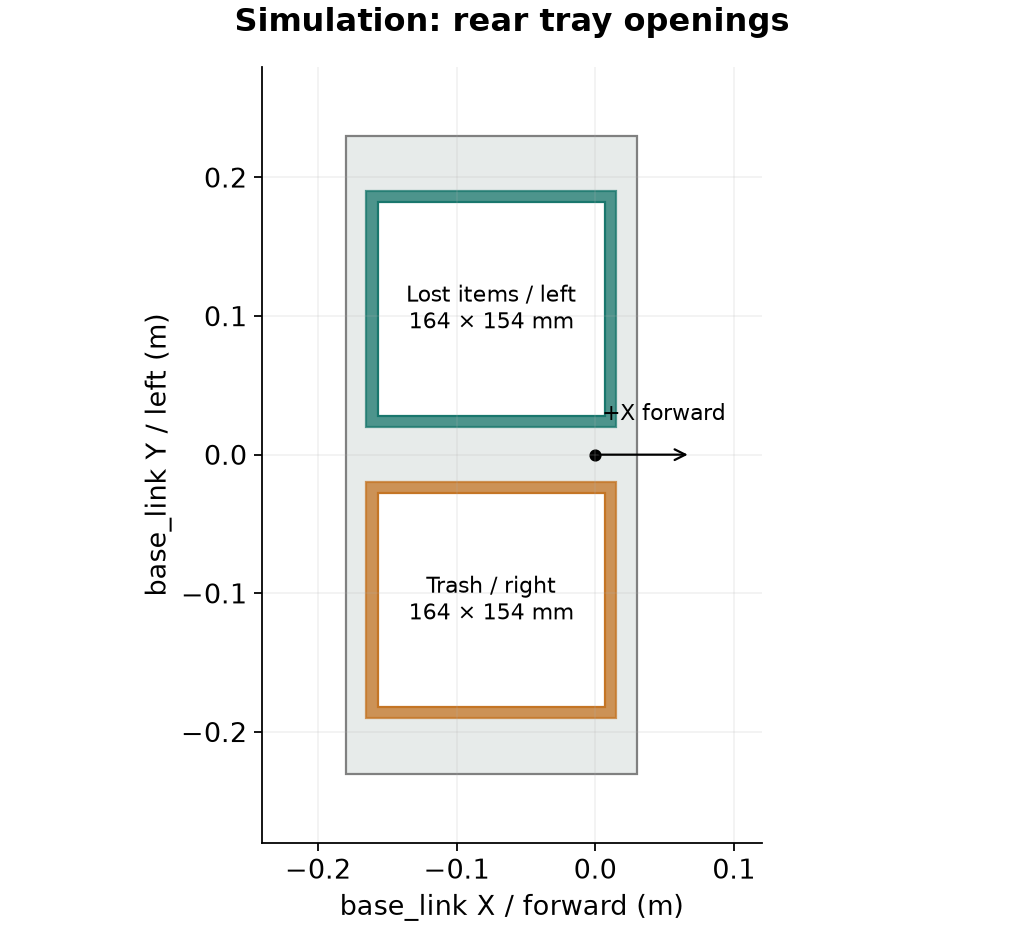 Simulation: rear tray openings
base_link Y / left (m)
0.2
0.1
0.0
−0.1
−0.2
Lost items / left
164 × 154 mm
+X forward
Trash / right
164 × 154 mm
−0.2
−0.1
0.0
0.1
base_link X / forward (m)